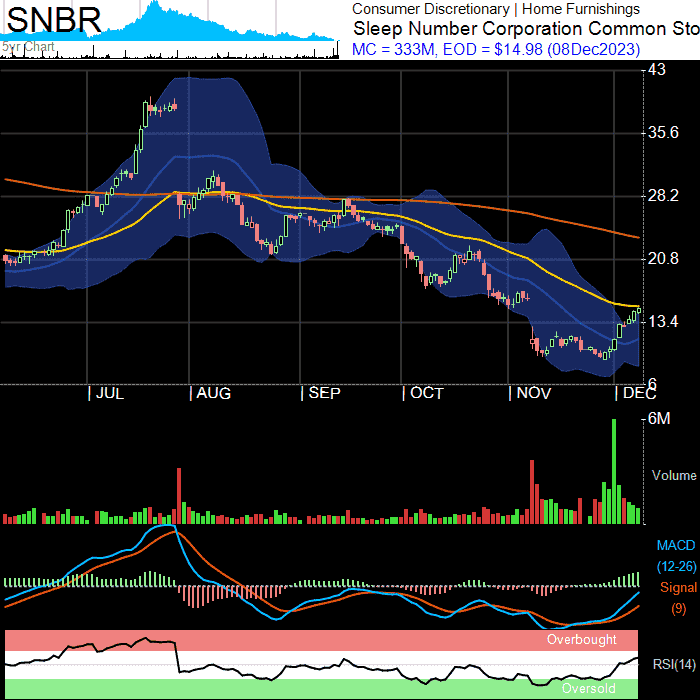 SNBR
5yr Chart
Consumer Discretionary | Home Furnishings
Sleep Number Corporation Common Sto
MC = 333M, EOD = $14.98 (08Dec2023)
43
35.6
28.2
20.8
13.4
6
| JUL | AUG | SEP | OCT | NOV | DEC
6M
Volume
MACD
(12-26)
Signal
(9)
Overbought
RSI(14)
Oversold